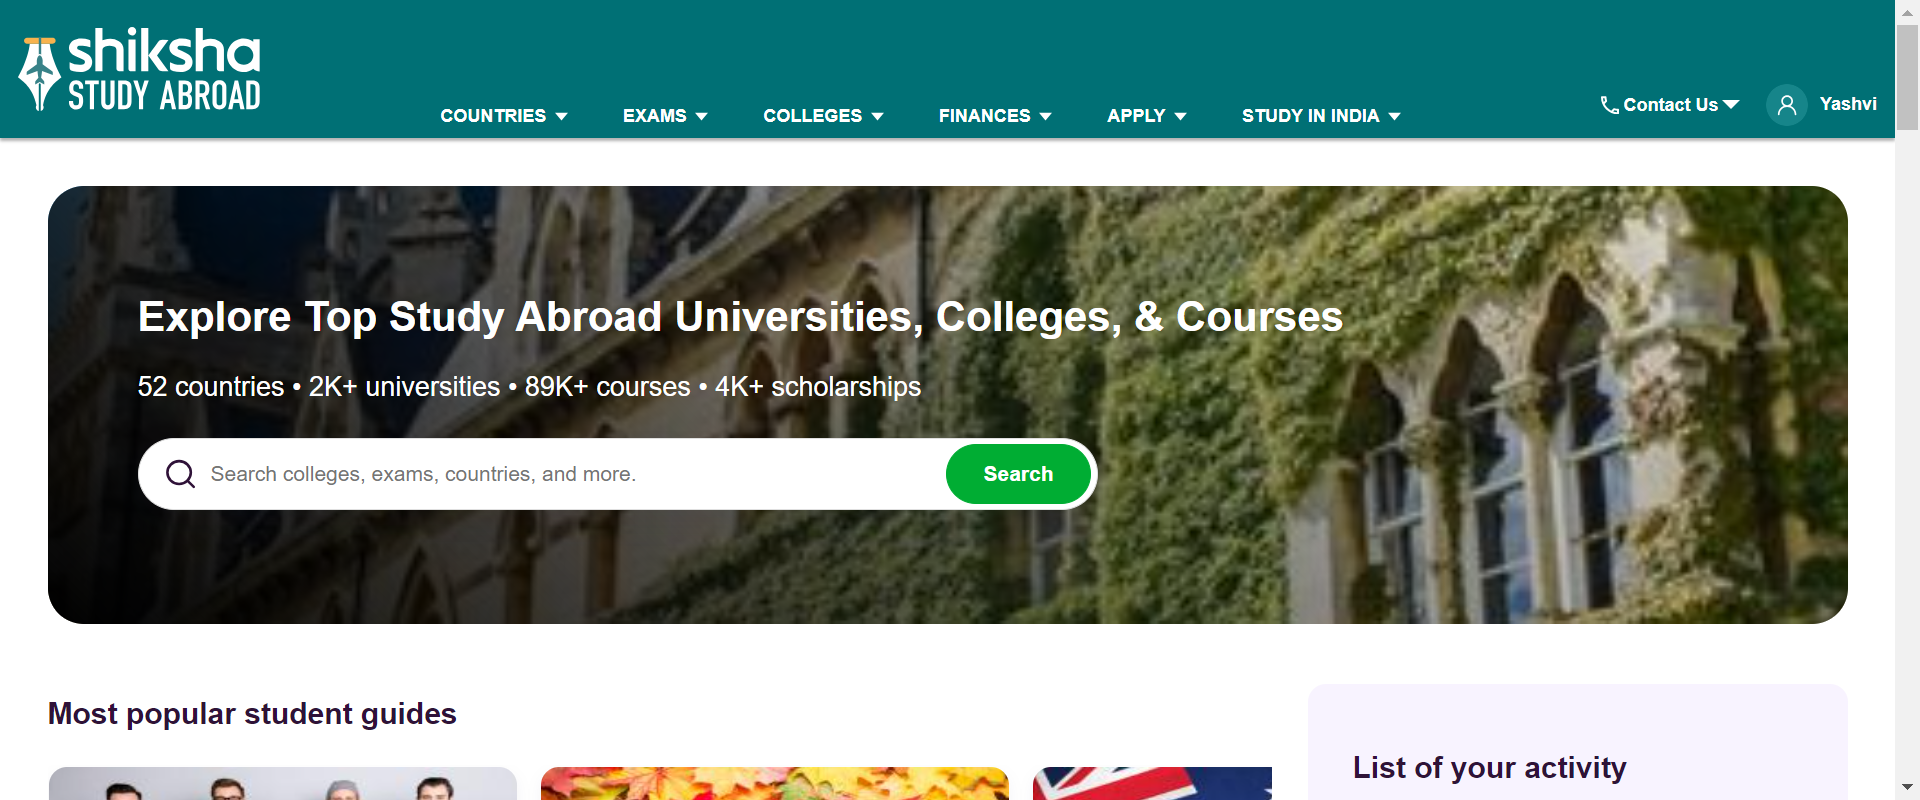 shiksha
STUDY ABROAD
COUNTRIES EXAMS COLLEGES FINANCES APPLY STUDY IN INDIA Contact Us Yashvi
Explore Top Study Abroad Universities, Colleges, & Courses
52 countries • 2K+ universities • 89K+ courses • 4K+ scholarships
Search colleges, exams, countries, and more. Search
Most popular student guides
List of your activity